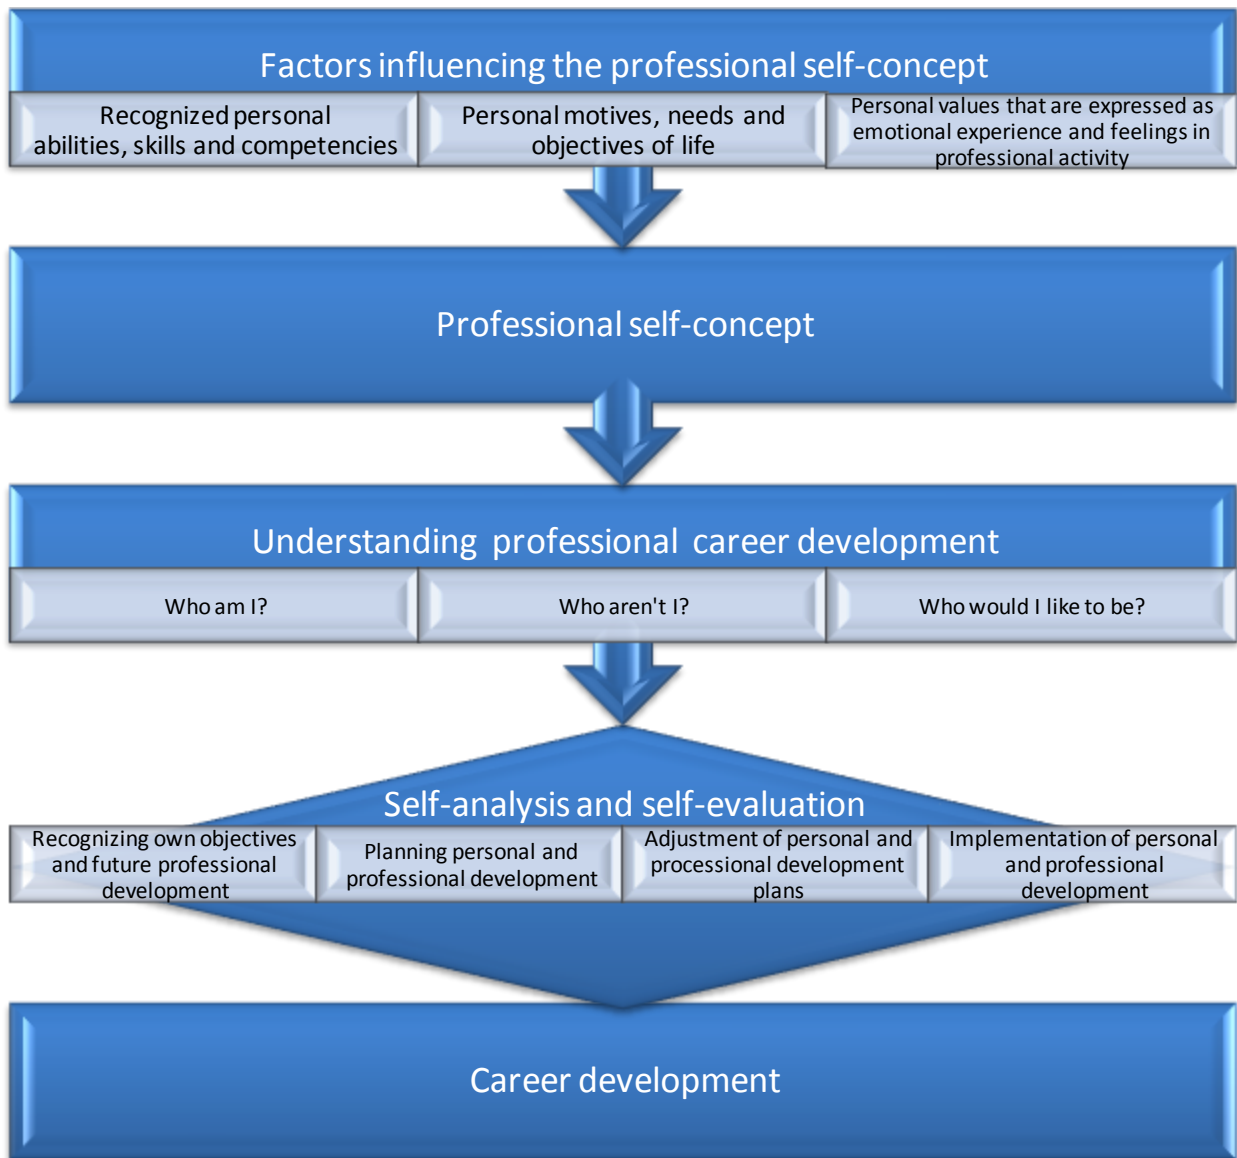 Factors influencing the professional self-concept
Recognized personal
abilities, skills and competencies
Personal motives, needs and
objectives of life
Personal values that are expressed as
emotional experience and feelings in
professional activity
Professional self-concept
Understanding professional career development
Who am I?
Who aren't I?
Who would I like to be?
Self-analysis and self-evaluation
Recognizing own objectives
and future professional
development
Planning personal and
professional development
Adjustment of personal and
processional development
plans
Implementation of personal
and professional
development
Career development